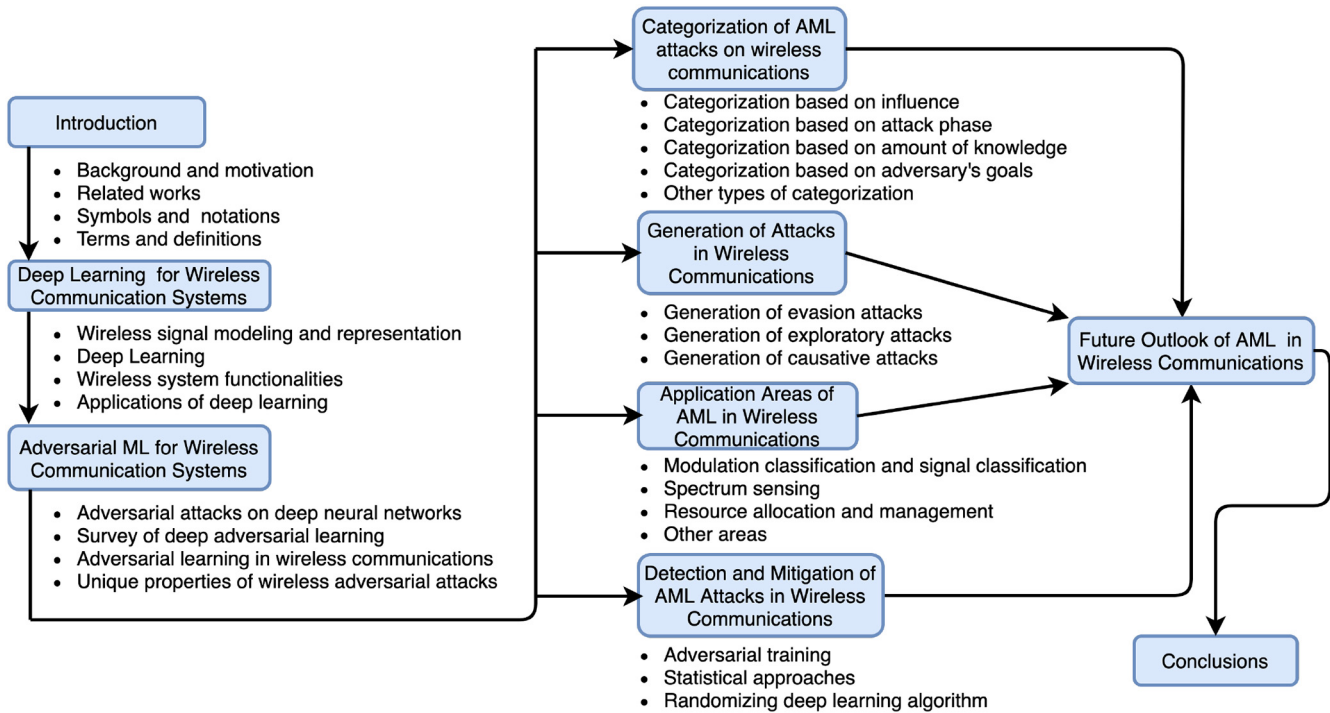 Introduction
• Background and motivation
• Related works
• Symbols and notations
• Terms and definitions
Deep Learning for Wireless
Communication Systems
• Wireless signal modeling and representation
• Deep Learning
• Wireless system functionalities
• Applications of deep learning
Adversarial ML for Wireless
Communication Systems
• Adversarial attacks on deep neural networks
• Survey of deep adversarial learning
• Adversarial learning in wireless communications
• Unique properties of wireless adversarial attacks
Categorization of AML
attacks on wireless
communications
• Categorization based on influence
• Categorization based on attack phase
• Categorization based on amount of knowledge
• Categorization based on adversary's goals
• Other types of categorization
Generation of Attacks
in Wireless
Communications
• Generation of evasion attacks
• Generation of exploratory attacks
• Generation of causative attacks
Application Areas of
AML in Wireless
Communications
• Modulation classification and signal classification
• Spectrum sensing
• Resource allocation and management
• Other areas
Detection and Mitigation of
AML Attacks in Wireless
Communications
• Adversarial training
• Statistical approaches
• Randomizing deep learning algorithm
Future Outlook of AML in
Wireless Communications
Conclusions